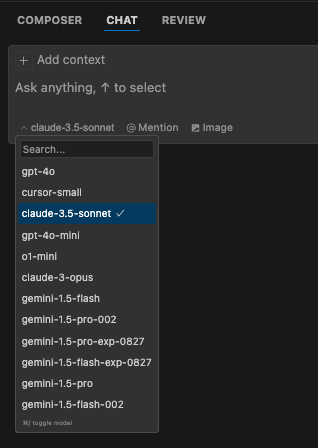 COMPOSER CHAT REVIEW
+ Add context
Ask anything, ↑ to select
claude-3.5-sonnet @ Mention Image
Search...
gpt-4o
cursor-small
claude-3.5-sonnet ✓
gpt-4o-mini
o1-mini
claude-3-opus
gemini-1.5-flash
gemini-1.5-pro-002
gemini-1.5-pro-exp-0827
gemini-1.5-flash-exp-0827
gemini-1.5-pro
gemini-1.5-flash-002
⌘/ toggle model